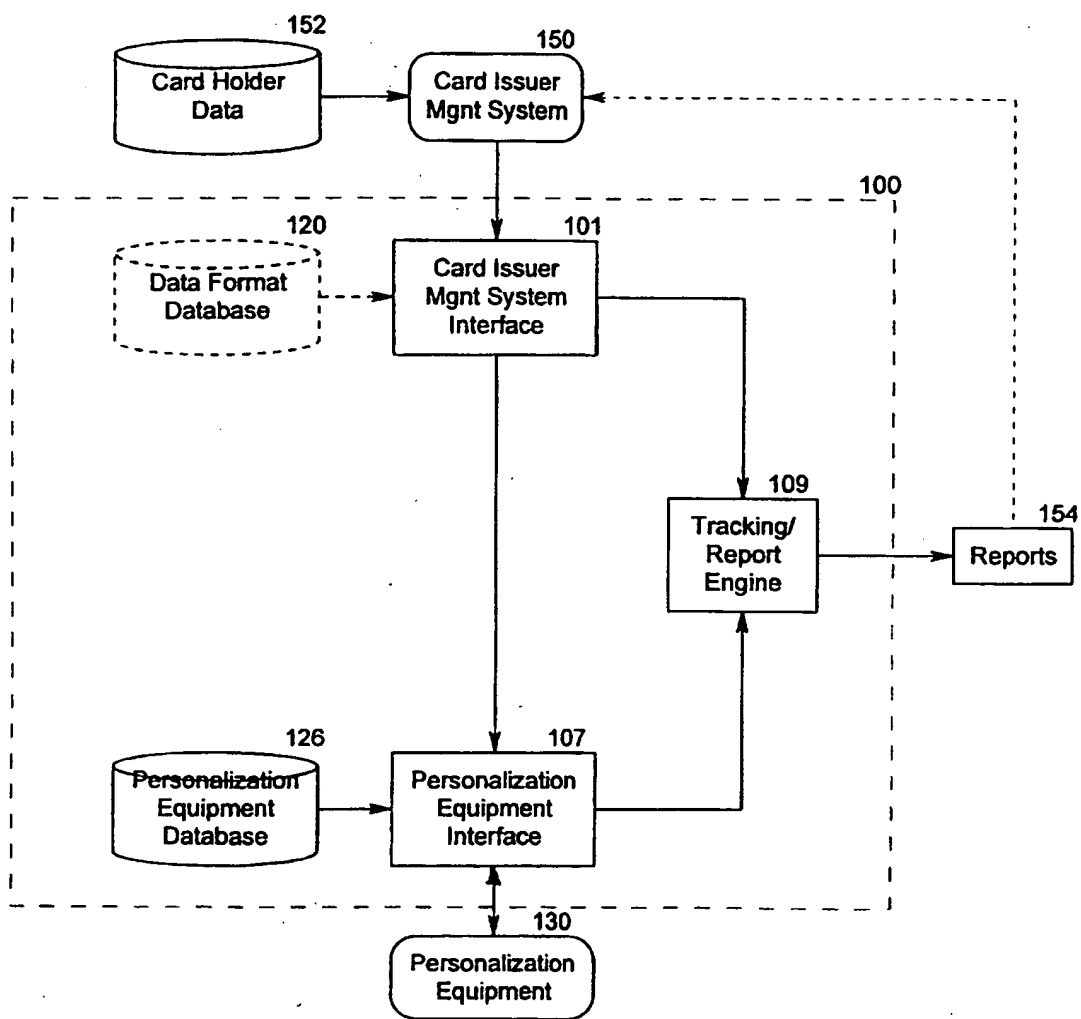 152
Card Holder
Data
150
Card Issuer
Mgnt System
100
120
Data Format
Database
101
Card Issuer
Mgnt System
Interface
109
Tracking/
Report
Engine
154
Reports
126
Personalization
Equipment
Database
107
Personalization
Equipment
Interface
130
Personalization
Equipment